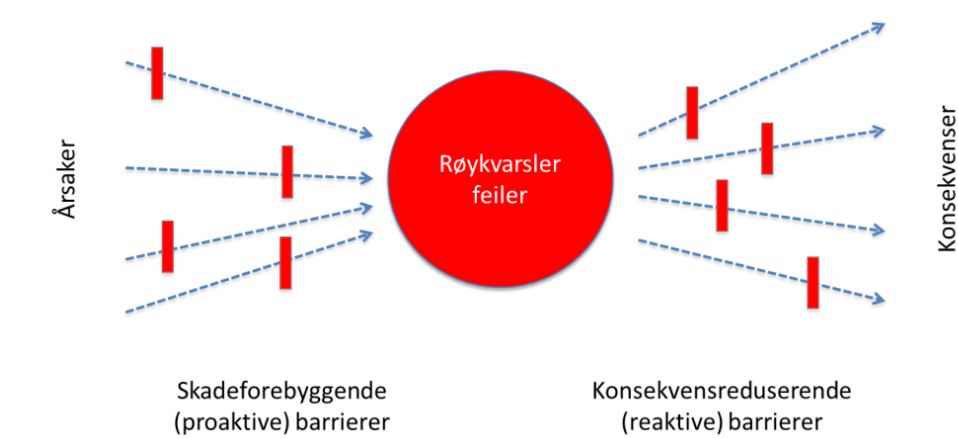 Årsaker
Røykvarsler
feiler
Konsekvenser
Skadeforebyggende
(proaktive) barrierer
Konsekvensreduserende
(reaktive) barrierer